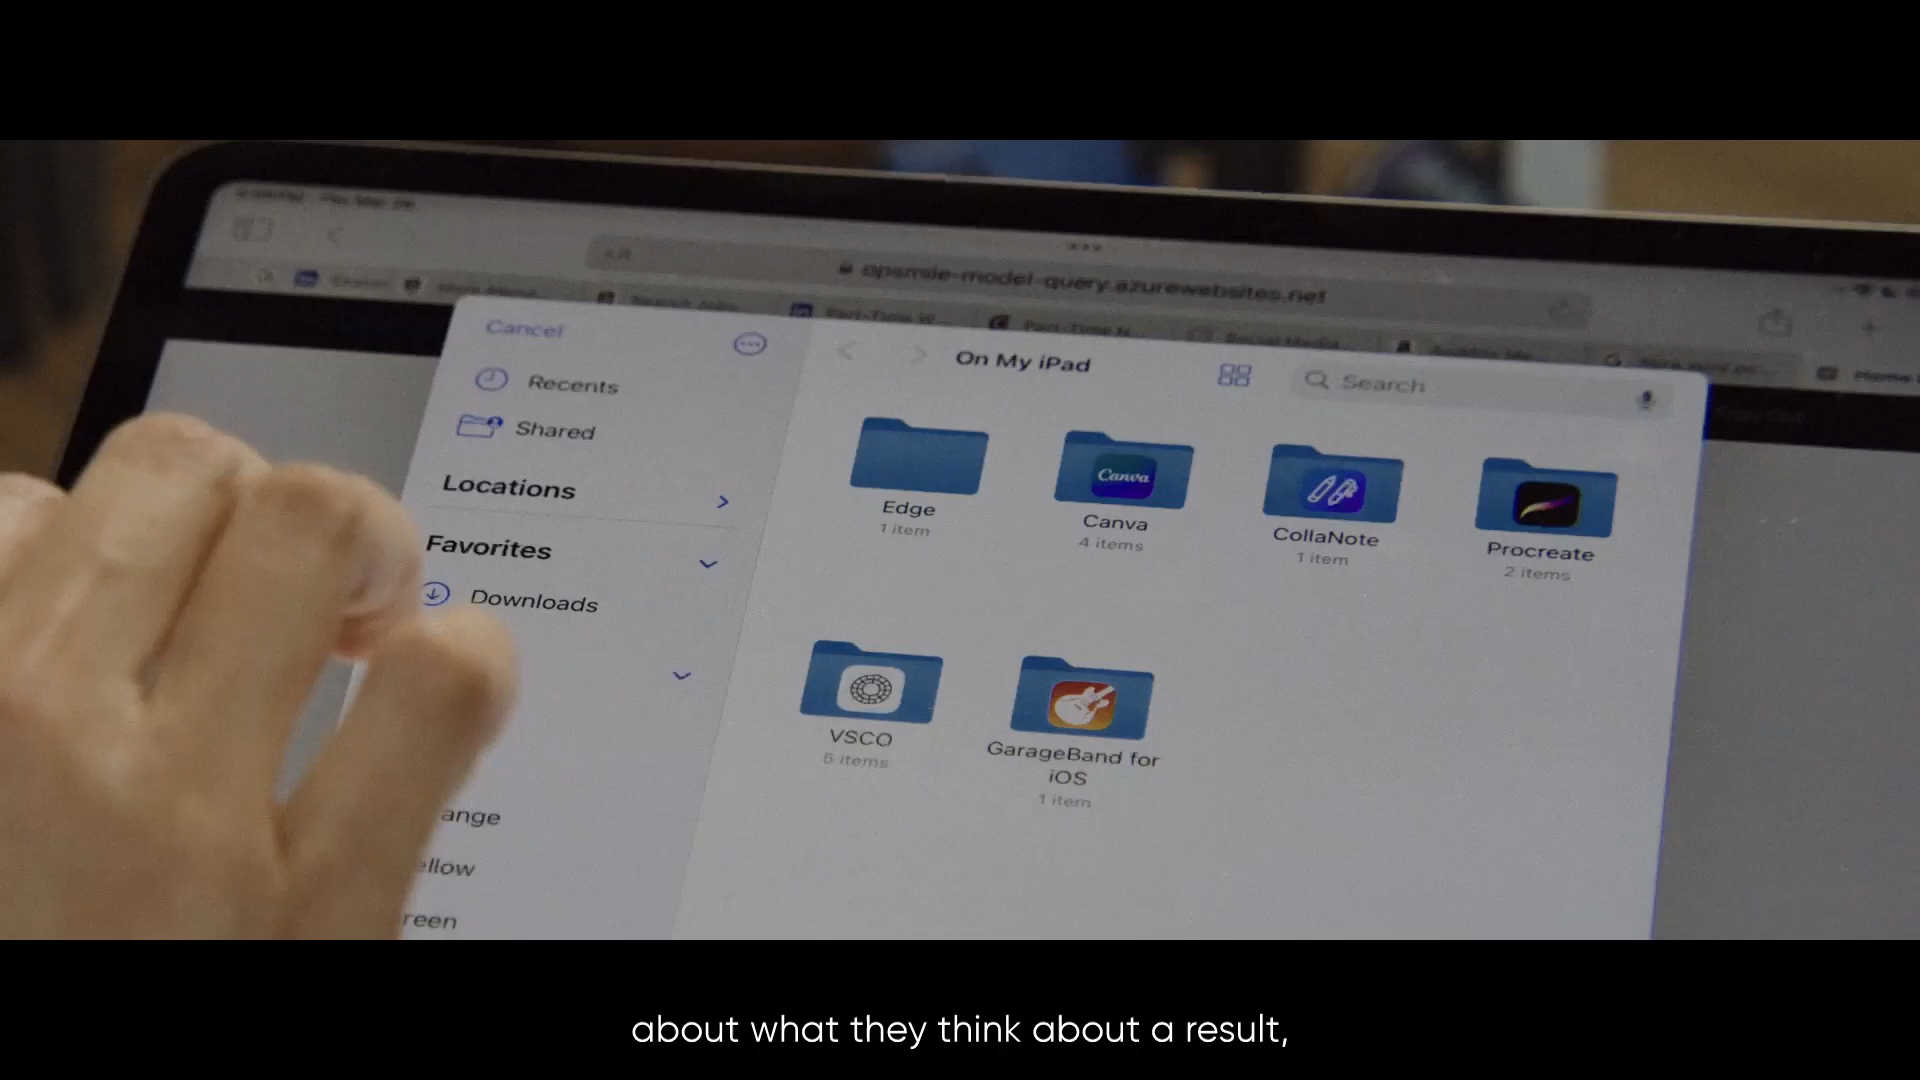 opsmile-model-query.azurewebsites.net
Cancel
On My iPad
Search
Recents
Shared
Locations
Favorites
Downloads
ange
ellow
reen
Edge
1 item
Canva
Canva
4 items
CollaNote
1 item
Procreate
2 items
VSCO
5 items
GarageBand for
iOS
1 item
about what they think about a result,